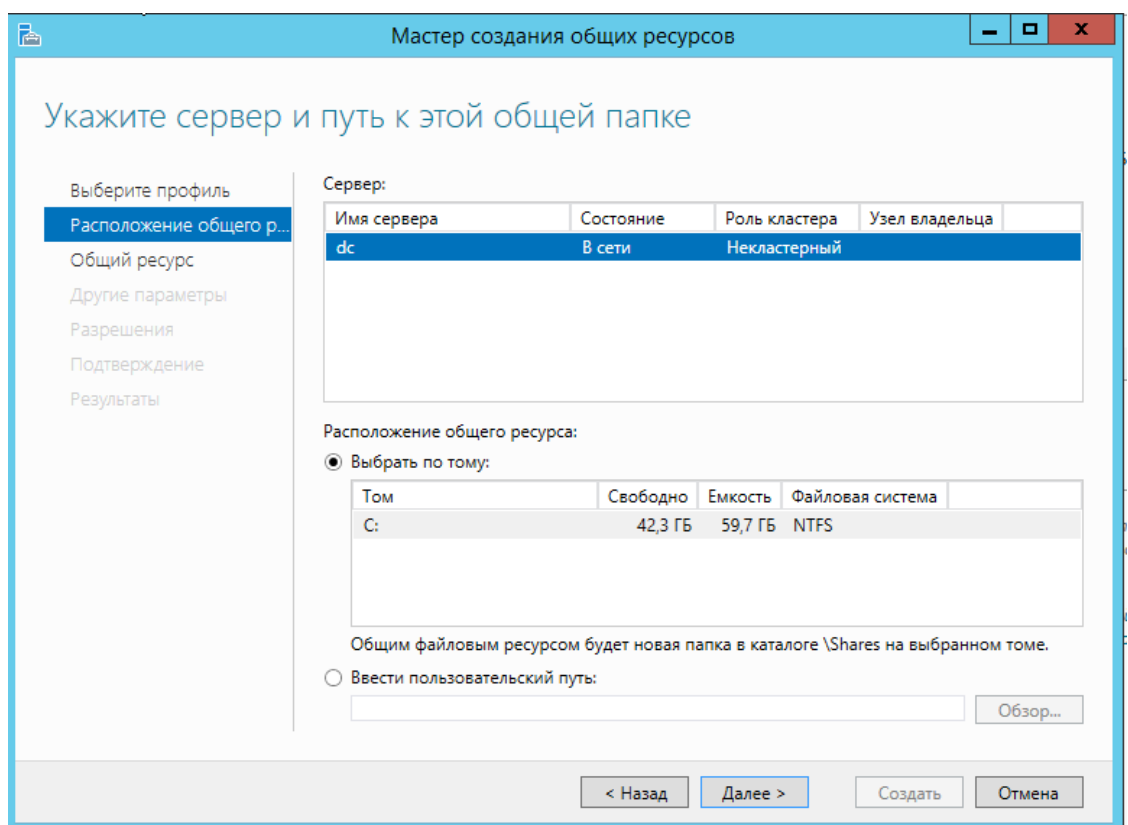 Мастер создания общих ресурсов
Укажите сервер и путь к этой общей папке
Выберите профиль
Расположение общего р...
Общий ресурс
Другие параметры
Разрешения
Подтверждение
Результаты
Сервер:
Имя сервера Состояние Роль кластера Узел владельца
dc В сети Некластерный
Расположение общего ресурса:
Выбрать по тому:
Том Свободно Емкость Файловая система
C: 42,3 ГБ 59,7 ГБ NTFS
Общим файловым ресурсом будет новая папка в каталоге \Shares на выбранном томе.
Ввести пользовательский путь:
Обзор...
< Назад Далее > Создать Отмена